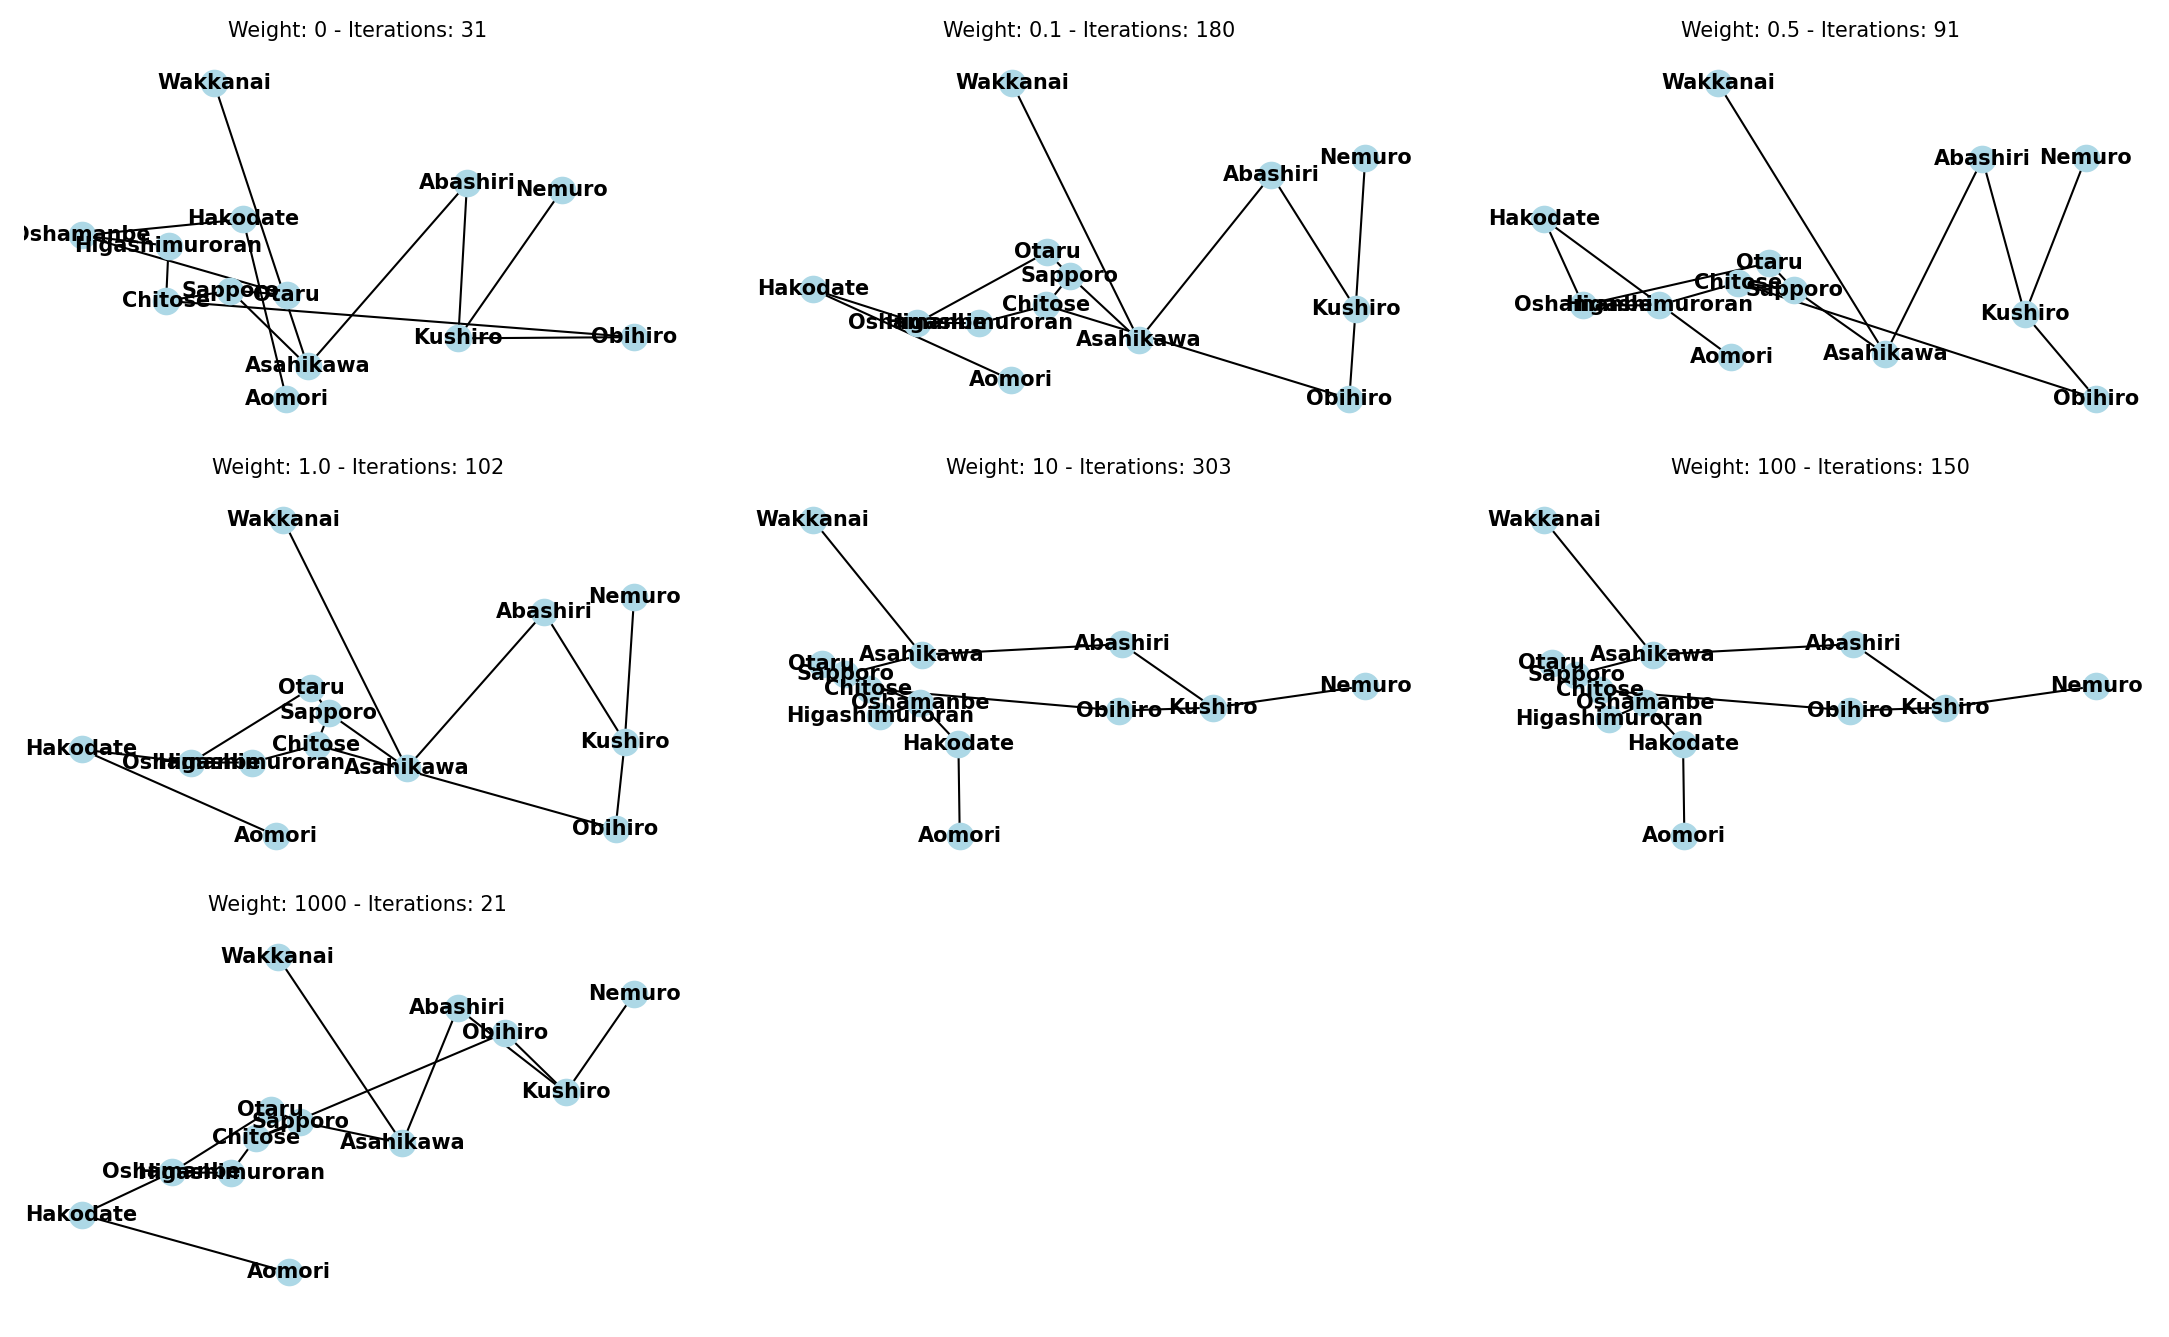 Weight: 0 - Iterations: 31
Wakkanai
Abashiri
Nemuro
Hakodate
Oshamanbe
Higashimuroran
Sapporo
Otaru
Chitose
Kushiro
Obihiro
Asahikawa
Aomori
Weight: 0.1 - Iterations: 180
Wakkanai
Nemuro
Abashiri
Otaru
Sapporo
Hakodate
Chitose
Kushiro
Oshamanbe
Higashimuroran
Asahikawa
Aomori
Obihiro
Weight: 0.5 - Iterations: 91
Wakkanai
Abashiri
Nemuro
Hakodate
Otaru
Chitose
Sapporo
Oshamanbe
Higashimuroran
Kushiro
Aomori
Asahikawa
Obihiro
Weight: 1.0 - Iterations: 102
Wakkanai
Nemuro
Abashiri
Otaru
Sapporo
Hakodate
Chitose
Kushiro
Oshamanbe
Higashimuroran
Asahikawa
Aomori
Obihiro
Weight: 10 - Iterations: 303
Wakkanai
Abashiri
Asahikawa
Otaru
Sapporo
Nemuro
Chitose
Oshamanbe
Obihiro
Kushiro
Higashimuroran
Hakodate
Aomori
Weight: 100 - Iterations: 150
Wakkanai
Abashiri
Asahikawa
Otaru
Sapporo
Nemuro
Chitose
Oshamanbe
Obihiro
Kushiro
Higashimuroran
Hakodate
Aomori
Weight: 1000 - Iterations: 21
Wakkanai
Nemuro
Abashiri
Obihiro
Kushiro
Otaru
Sapporo
Chitose
Asahikawa
Oshamanbe
Higashimuroran
Hakodate
Aomori